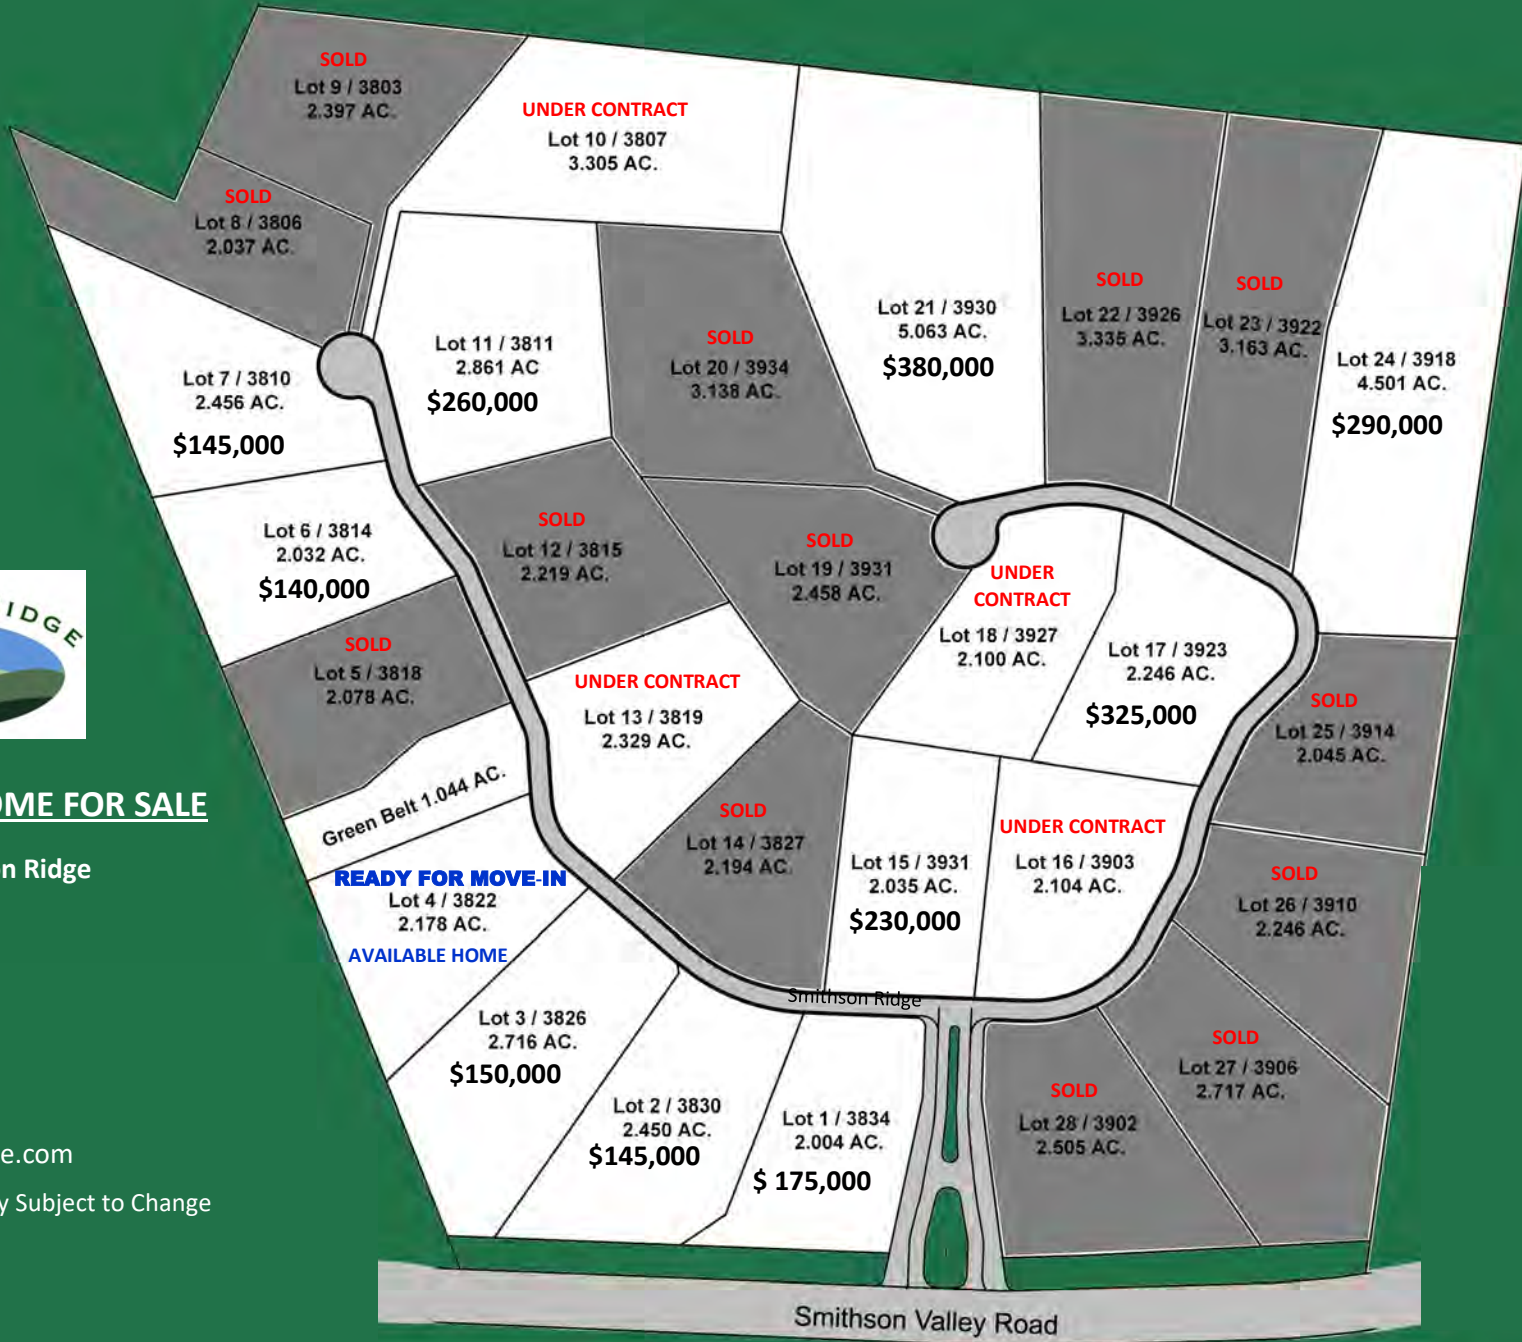 SOLD
Lot 9 / 3803
2.397 AC.
UNDER CONTRACT
Lot 10 / 3807
3.305 AC.
SOLD
Lot 8 / 3806
2.037 AC.
Lot 7 / 3810
2.456 AC.
$145,000
Lot 11 / 3811
2.861 AC
$260,000
SOLD
Lot 20 / 3934
3.138 AC.
Lot 21 / 3930
5.063 AC.
$380,000
SOLD
Lot 22 / 3926
3.335 AC.
SOLD
Lot 23 / 3922
3.163 AC.
Lot 24 / 3918
4.501 AC.
$290,000
Lot 6 / 3814
2.032 AC.
$140,000
SOLD
Lot 12 / 3815
2.219 AC.
SOLD
Lot 19 / 3931
2.458 AC.
UNDER
CONTRACT
Lot 18 / 3927
2.100 AC.
Lot 17 / 3923
2.246 AC.
$325,000
SOLD
Lot 5 / 3818
2.078 AC.
UNDER CONTRACT
Lot 13 / 3819
2.329 AC.
SOLD
Lot 25 / 3914
2.045 AC.
IDGE
OME FOR SALE
on Ridge
Green Belt 1.044 AC.
SOLD
Lot 14 / 3827
2.194 AC.
Lot 15 / 3931
2.035 AC.
$230,000
UNDER CONTRACT
Lot 16 / 3903
2.104 AC.
SOLD
Lot 26 / 3910
2.246 AC.
READY FOR MOVE-IN
Lot 4 / 3822
2.178 AC.
AVAILABLE HOME
Smithson Ridge
Lot 3 / 3826
2.716 AC.
$150,000
Lot 2 / 3830
2.450 AC.
$145,000
Lot 1 / 3834
2.004 AC.
$ 175,000
SOLD
Lot 28 / 3902
2.505 AC.
SOLD
Lot 27 / 3906
2.717 AC.
e.com
y Subject to Change
Smithson Valley Road